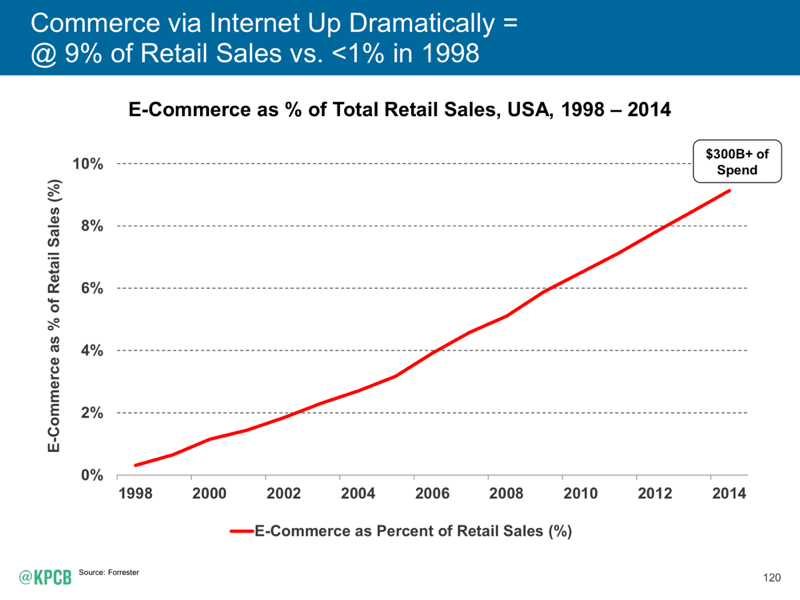 Commerce via Internet Up Dramatically =
@ 9% of Retail Sales vs. <1% in 1998
E-Commerce as % of Total Retail Sales, USA, 1998 – 2014
$300B+ of
Spend
E-Commerce as % of Retail Sales (%)
10%
8%
6%
4%
2%
0%
1998 2000 2002 2004 2006 2008 2010 2012 2014
E-Commerce as Percent of Retail Sales (%)
@KPCB
Source: Forrester
120